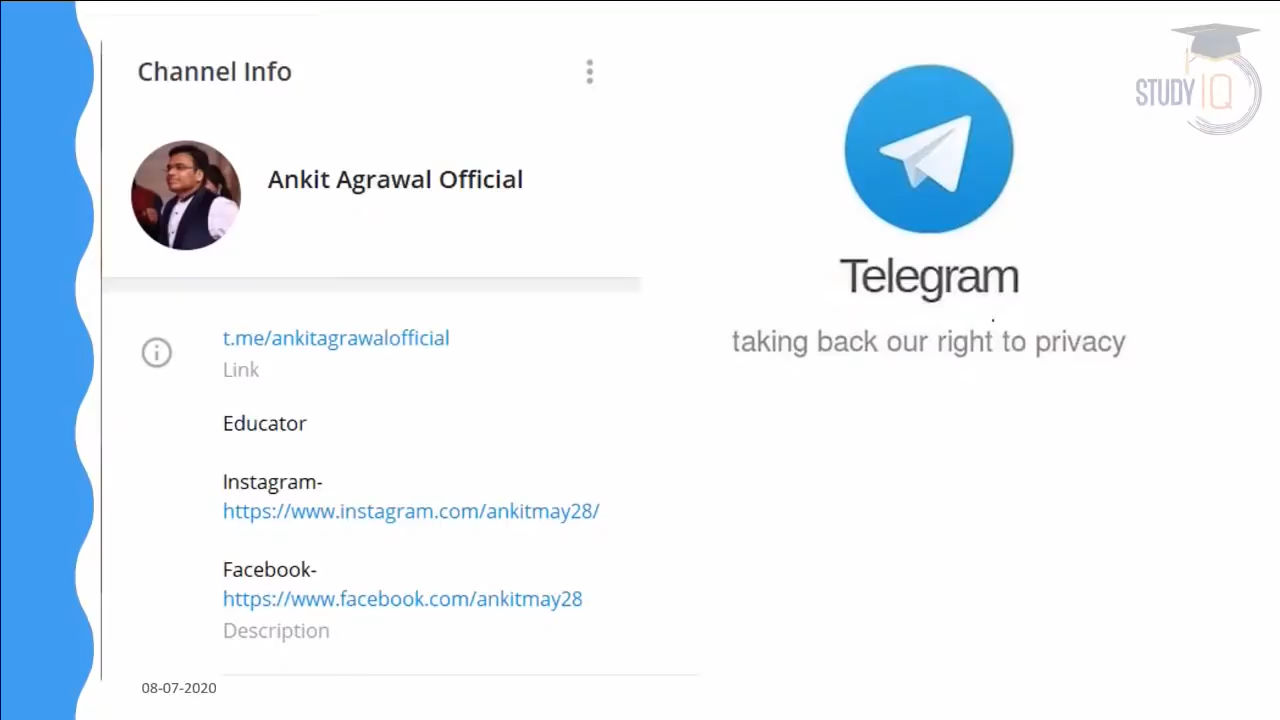 Channel Info
Ankit Agrawal Official
t.me/ankitagrawalofficial
Link
Educator
Instagram-
https://www.instagram.com/ankitmay28/
Facebook-
https://www.facebook.com/ankitmay28
Description
08-07-2020
Telegram
taking back our right to privacy
STUDY IQ